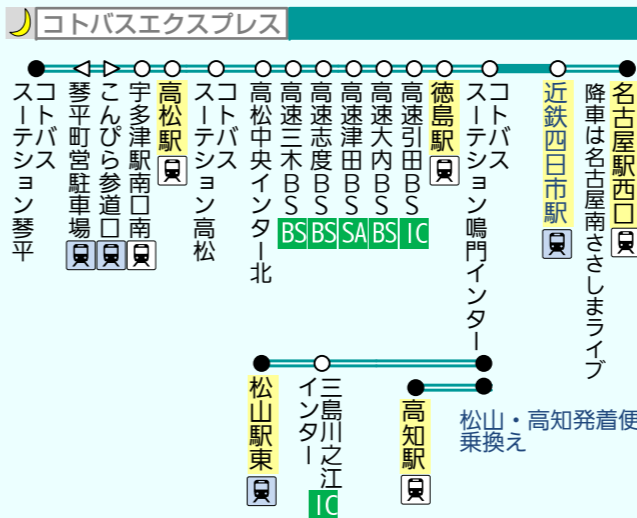 コトバスエクスプレス
コトバス
ステーション琴平
琴平町営駐車場
こんぴら参道口
宇多津駅南口南
高松駅
コトバス
ステーション高松
高松中央インター北
高速三木BS
BS
高速志度BS
BS
高速津田BS
SA
高速大内BS
BS
高速引田BS
IC
徳島駅
コトバス
ステーション鳴門インター
近鉄四日市駅
名古屋駅西口
降車は名古屋南ささしまライブ
松山駅東
三島川之江
インター
IC
高知駅
松山・高知発着便
乗換え